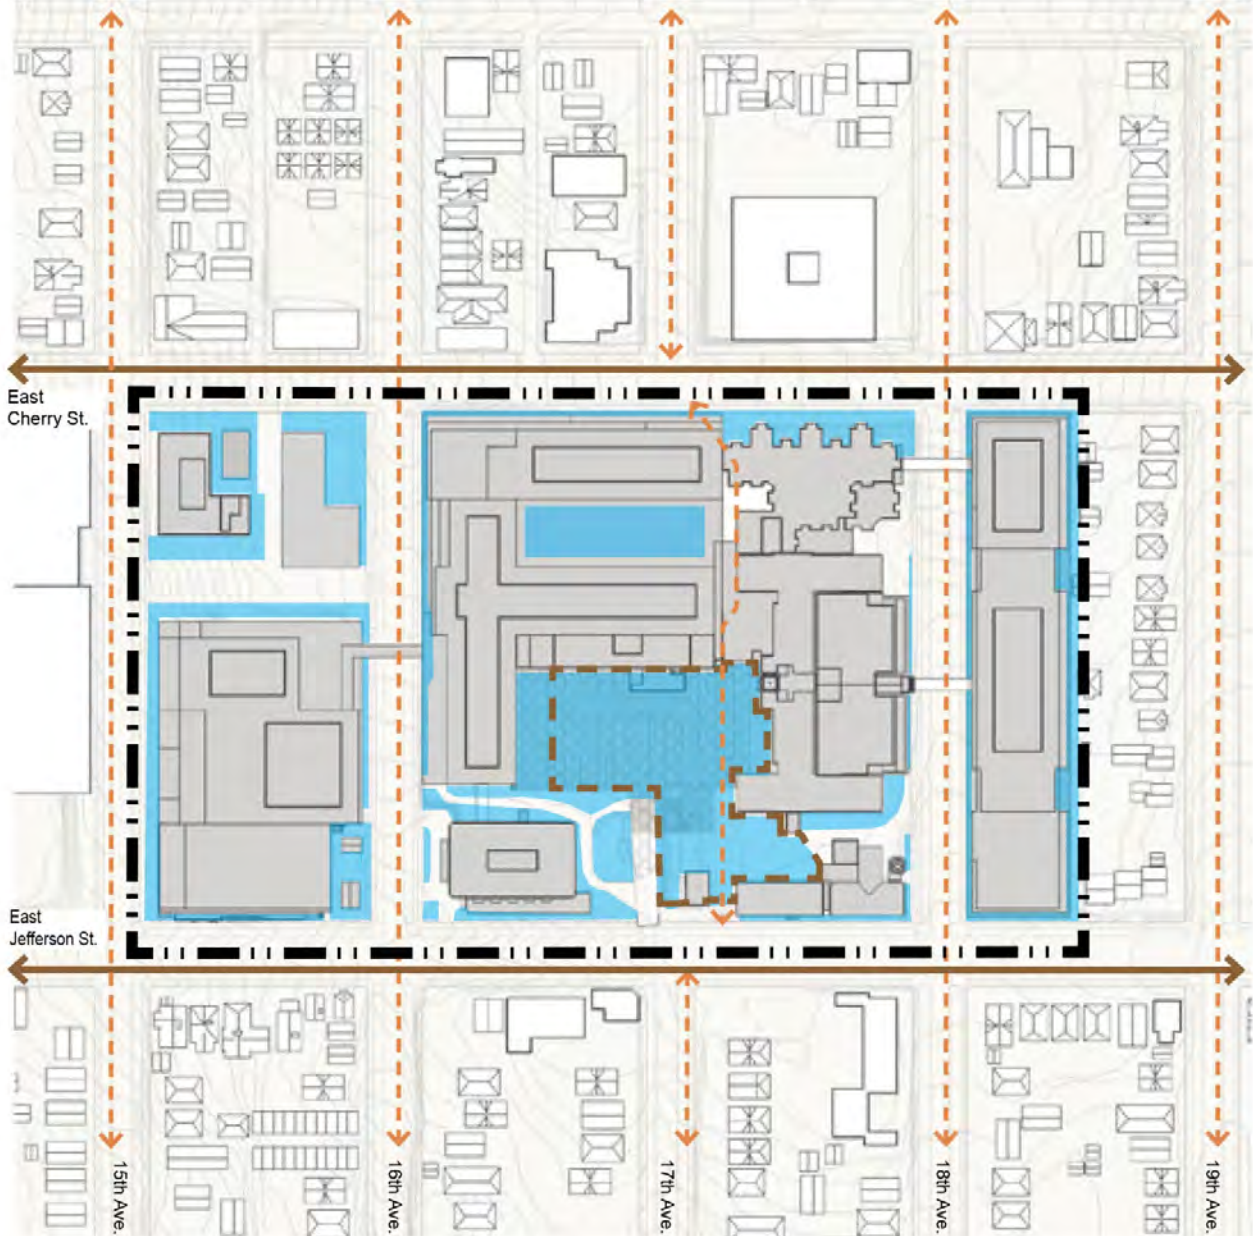 East
Cherry St.
East
Jefferson St.
15th Ave.
16th Ave.
17th Ave.
18th Ave.
19th Ave.